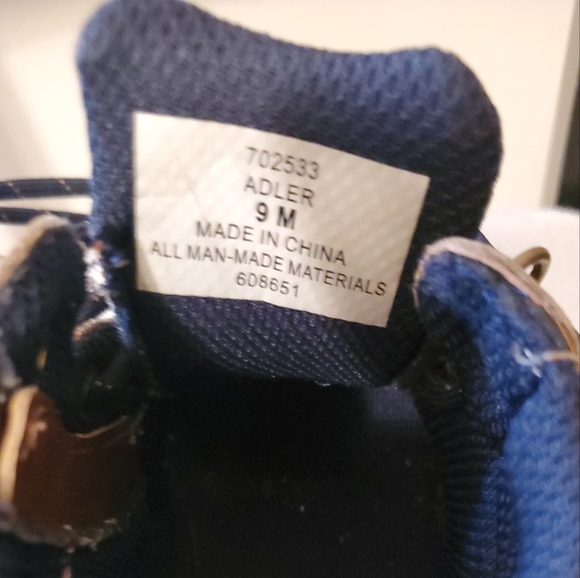 702533
ADLER
9 M
MADE IN CHINA
ALL MAN-MADE MATERIALS
608651